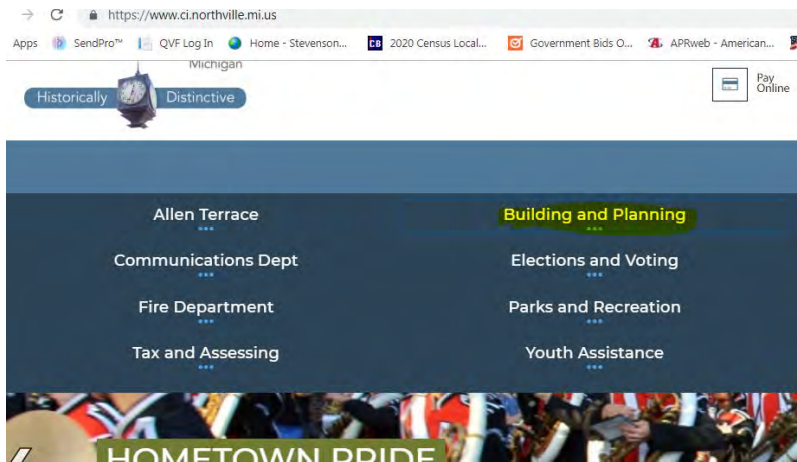 https://www.ci.northville.mi.us
Apps SendPro™ QVF Log In Home - Stevenson... CB 2020 Census Local... Government Bids O... APRweb - American...
Michigan
Historically Distinctive
Pay
Online
Allen Terrace Building and Planning
Communications Dept Elections and Voting
Fire Department Parks and Recreation
Tax and Assessing Youth Assistance
HOMETOWN PRIDE